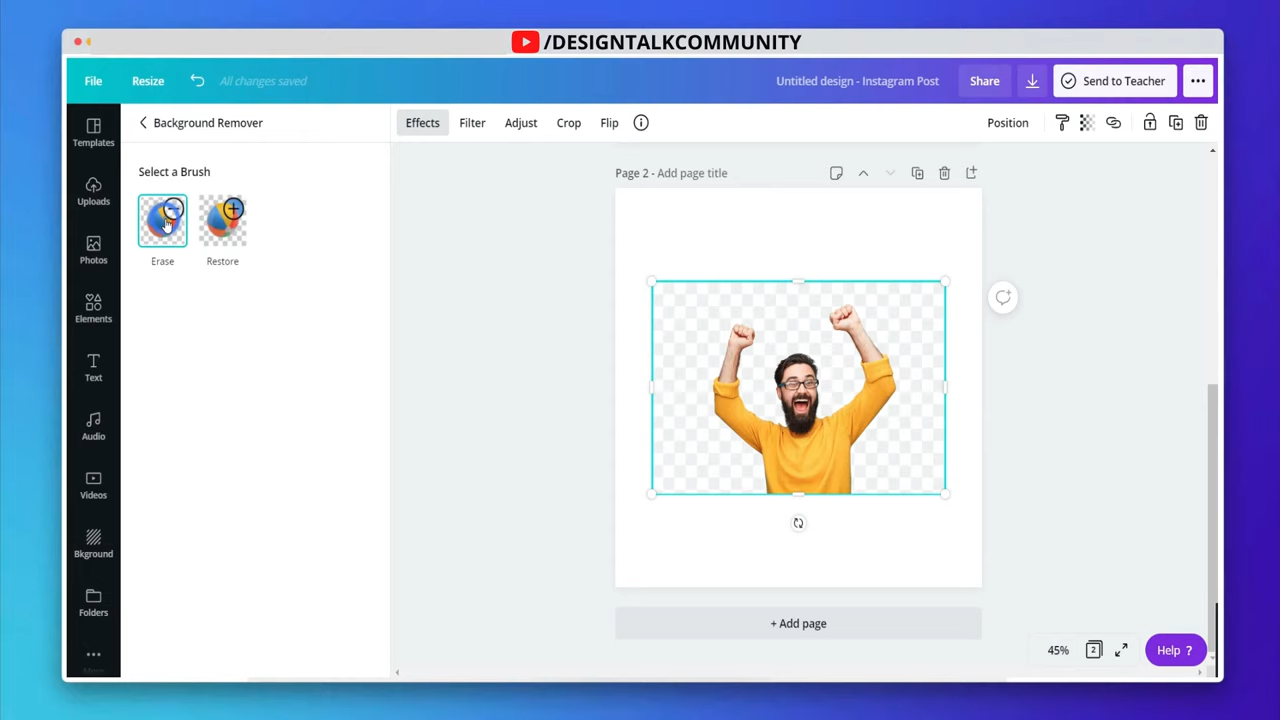 /DESIGNTALKCOMMUNITY
File
Resize
All changes saved
Untitled design - Instagram Post
Share
Send to Teacher
Templates
Uploads
Photos
Elements
Text
Audio
Videos
Bkground
Folders
Background Remover
Select a Brush
Erase
Restore
Effects
Filter
Adjust
Crop
Flip
Position
Page 2 - Add page title
+ Add page
45%
2
Help ?